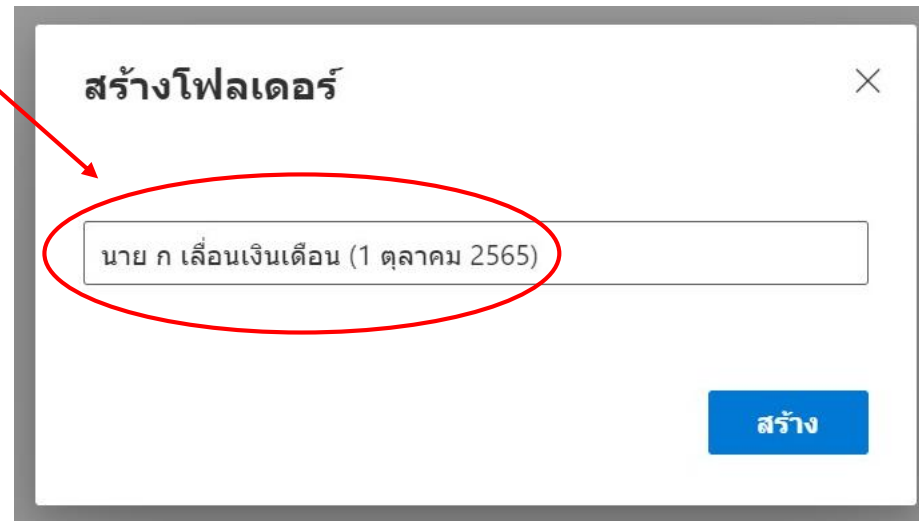 สร้างโฟลเดอร์
นาย ก เลื่อนเงินเดือน (1 ตุลาคม 2565)
สร้าง